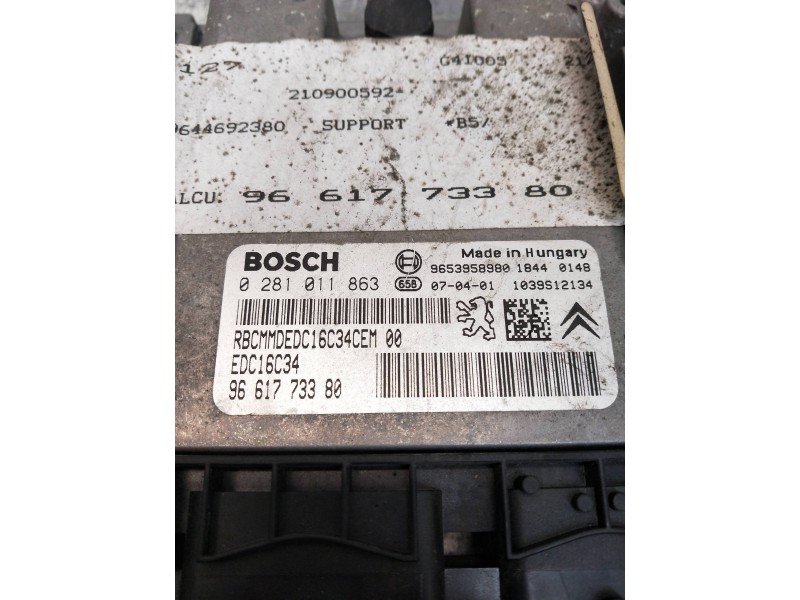 127 G41005
210900592
9644692380 SUPPORT *B5/
ALCU: 96 617 733 80
BOSCH
Made in Hungary
9653958980 1844 0148
0 281 011 863 658 07-04-01 1039S12134
RBCMMDEDC16C34CEM 00
EDC16C34
96 617 733 80